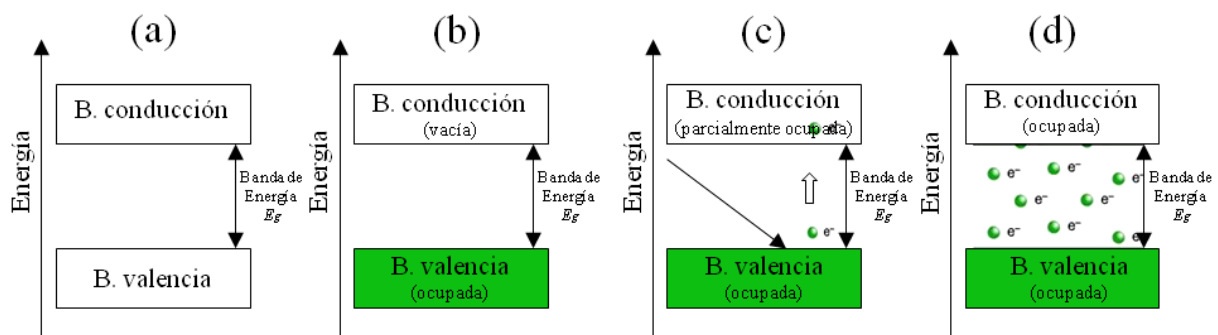 (a)
Energía
B. conducción
Banda de
Energía
Eg
B. valencia
(b)
Energía
B. conducción
(vacía)
Banda de
Energía
Eg
B. valencia
(ocupada)
(c)
Energía
B. conducción
(parcialmente ocupada)
e⁻
e⁻
Banda de
Energía
Eg
B. valencia
(ocupada)
(d)
Energía
B. conducción
(ocupada)
e⁻ e⁻ e⁻
e⁻ e⁻
e⁻ e⁻ e⁻
Banda de
Energía
Eg
B. valencia
(ocupada)